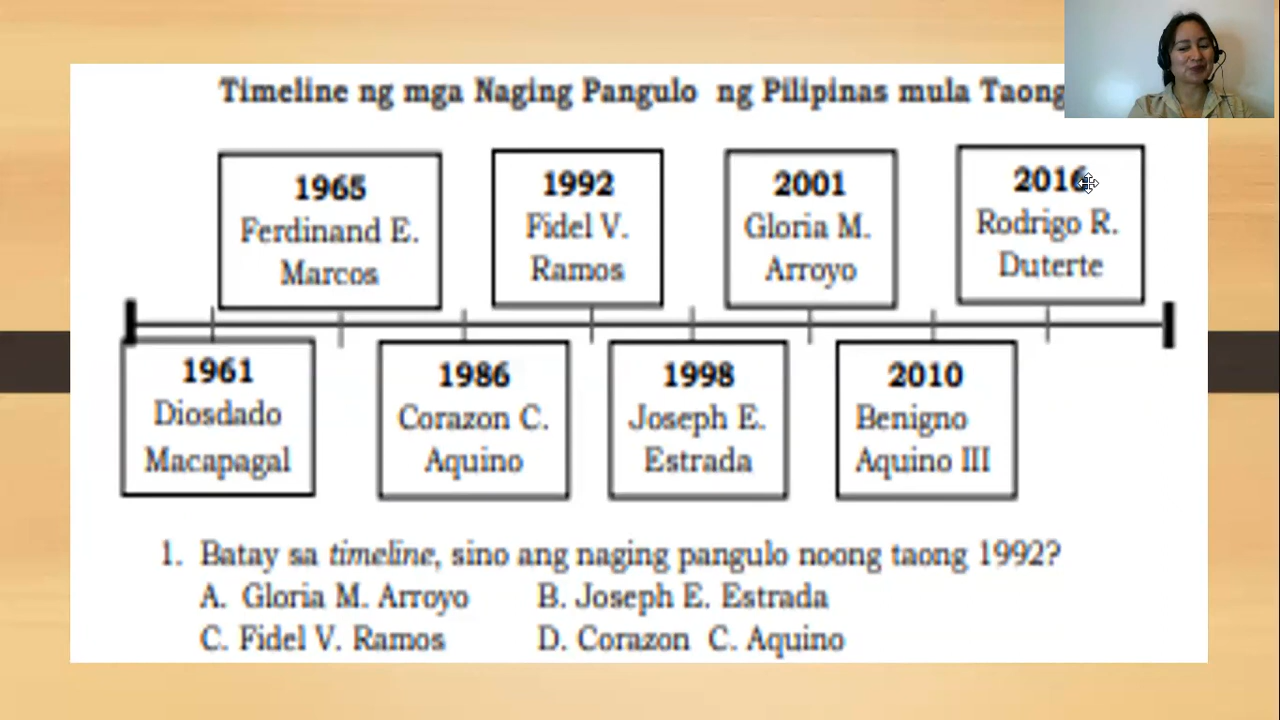 Timeline ng mga Naging Pangulo ng Pilipinas mula Taong
1965
Ferdinand E.
Marcos
1992
Fidel V.
Ramos
2001
Gloria M.
Arroyo
2016
Rodrigo R.
Duterte
1961
Diosdado
Macapagal
1986
Corazon C.
Aquino
1998
Joseph E.
Estrada
2010
Benigno
Aquino III
1. Batay sa timeline, sino ang naging pangulo noong taong 1992?
A. Gloria M. Arroyo B. Joseph E. Estrada
C. Fidel V. Ramos D. Corazon C. Aquino